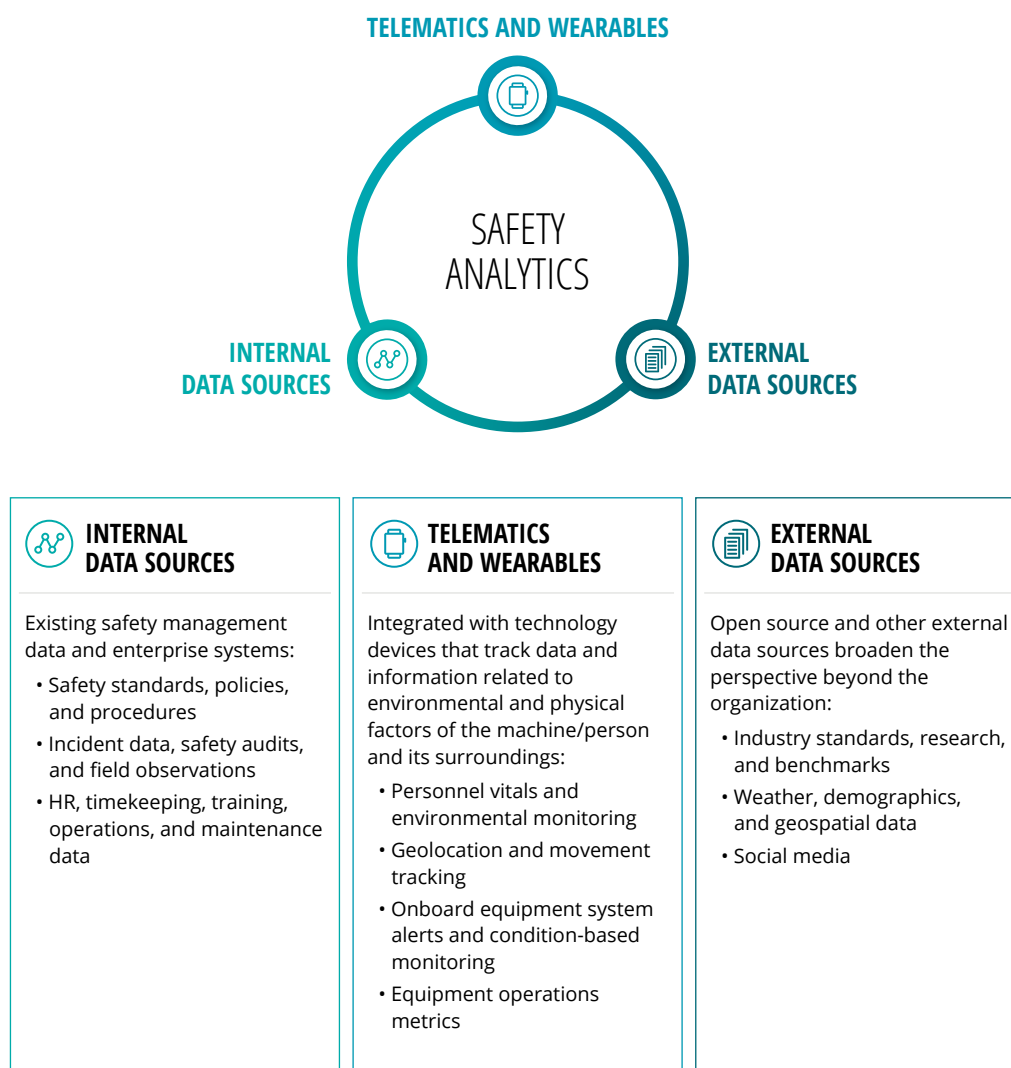 TELEMATICS AND WEARABLES
SAFETY
ANALYTICS
INTERNAL
DATA SOURCES
EXTERNAL
DATA SOURCES
INTERNAL
DATA SOURCES
Existing safety management
data and enterprise systems:
• Safety standards, policies,
and procedures
• Incident data, safety audits,
and field observations
• HR, timekeeping, training,
operations, and maintenance
data
TELEMATICS
AND WEARABLES
Integrated with technology
devices that track data and
information related to
environmental and physical
factors of the machine/person
and its surroundings:
• Personnel vitals and
environmental monitoring
• Geolocation and movement
tracking
• Onboard equipment system
alerts and condition-based
monitoring
• Equipment operations
metrics
EXTERNAL
DATA SOURCES
Open source and other external
data sources broaden the
perspective beyond the
organization:
• Industry standards, research,
and benchmarks
• Weather, demographics,
and geospatial data
• Social media